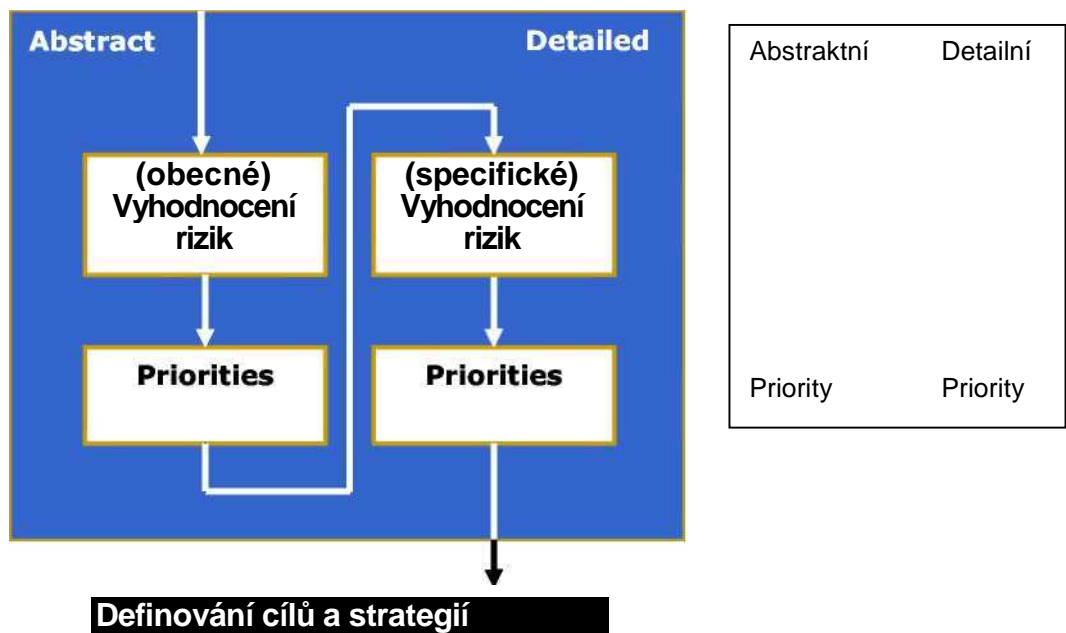 Abstract
Detailed
(obecné)
Vyhodnocení
rizik
(specifické)
Vyhodnocení
rizik
Priorities
Priorities
Definování cílů a strategií
Abstraktní
Detailní
Priority
Priority